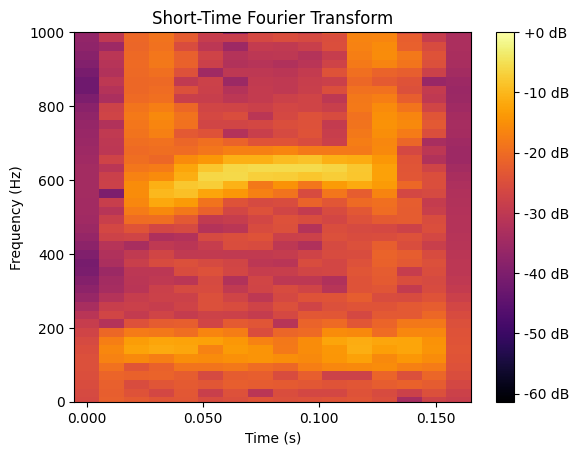 Short-Time Fourier Transform
1000
800
600
400
200
0
Frequency (Hz)
0.000
0.050
0.100
0.150
Time (s)
+0 dB
-10 dB
-20 dB
-30 dB
-40 dB
-50 dB
-60 dB